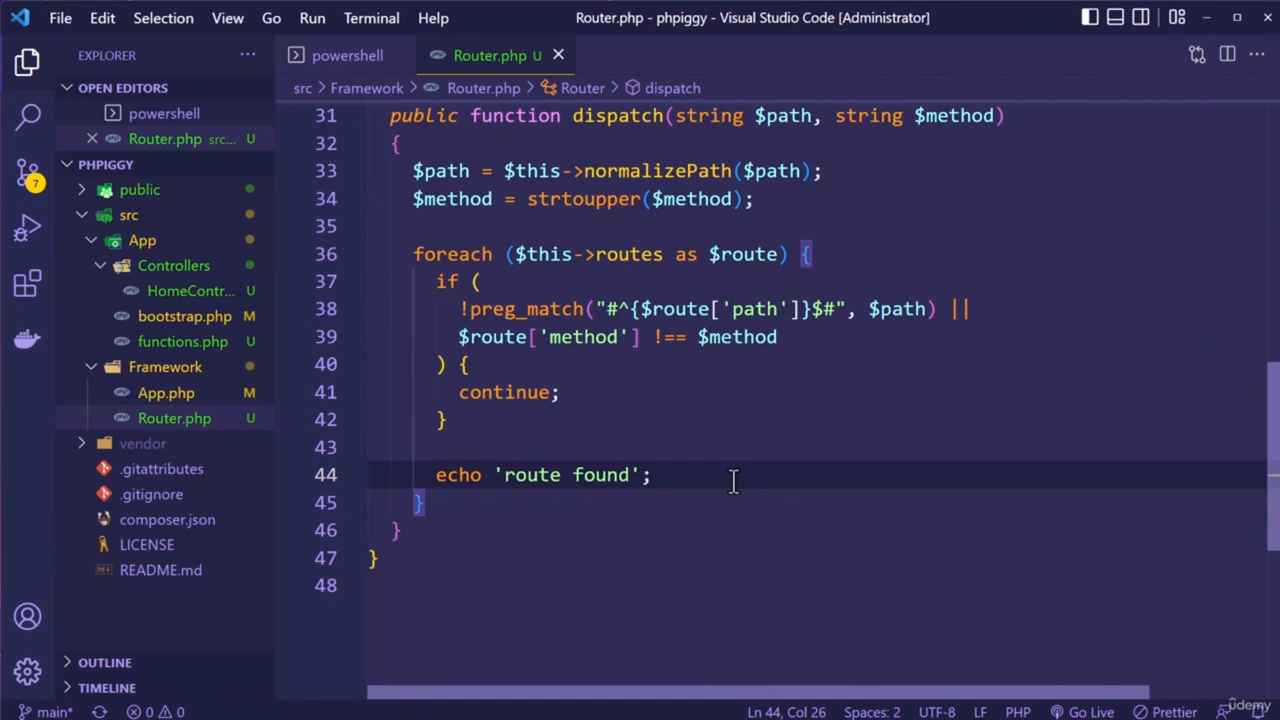 File Edit Selection View Go Run Terminal Help
Router.php - phpiggy - Visual Studio Code [Administrator]
EXPLORER
OPEN EDITORS
powershell
Router.php src... U
PHPIGGY
public
src
App
Controllers
HomeContr... U
bootstrap.php M
functions.php U
Framework
App.php M
Router.php U
vendor
.gitattributes
.gitignore
composer.json
LICENSE
README.md
OUTLINE
TIMELINE
7
powershell
Router.php U
src > Framework > Router.php > Router > dispatch
31 public function dispatch(string $path, string $method)
32 {
33 $path = $this->normalizePath($path);
34 $method = strtoupper($method);
35
36 foreach ($this->routes as $route) {
37 if (
38 !preg_match("#^{$route['path']}$#", $path) ||
39 $route['method'] !== $method
40 ) {
41 continue;
42 }
43
44 echo 'route found';
45 }
46 }
47 }
48
main* 0 0
Ln 44, Col 26 Spaces: 2 UTF-8 LF PHP Go Live Prettier
ûdemy